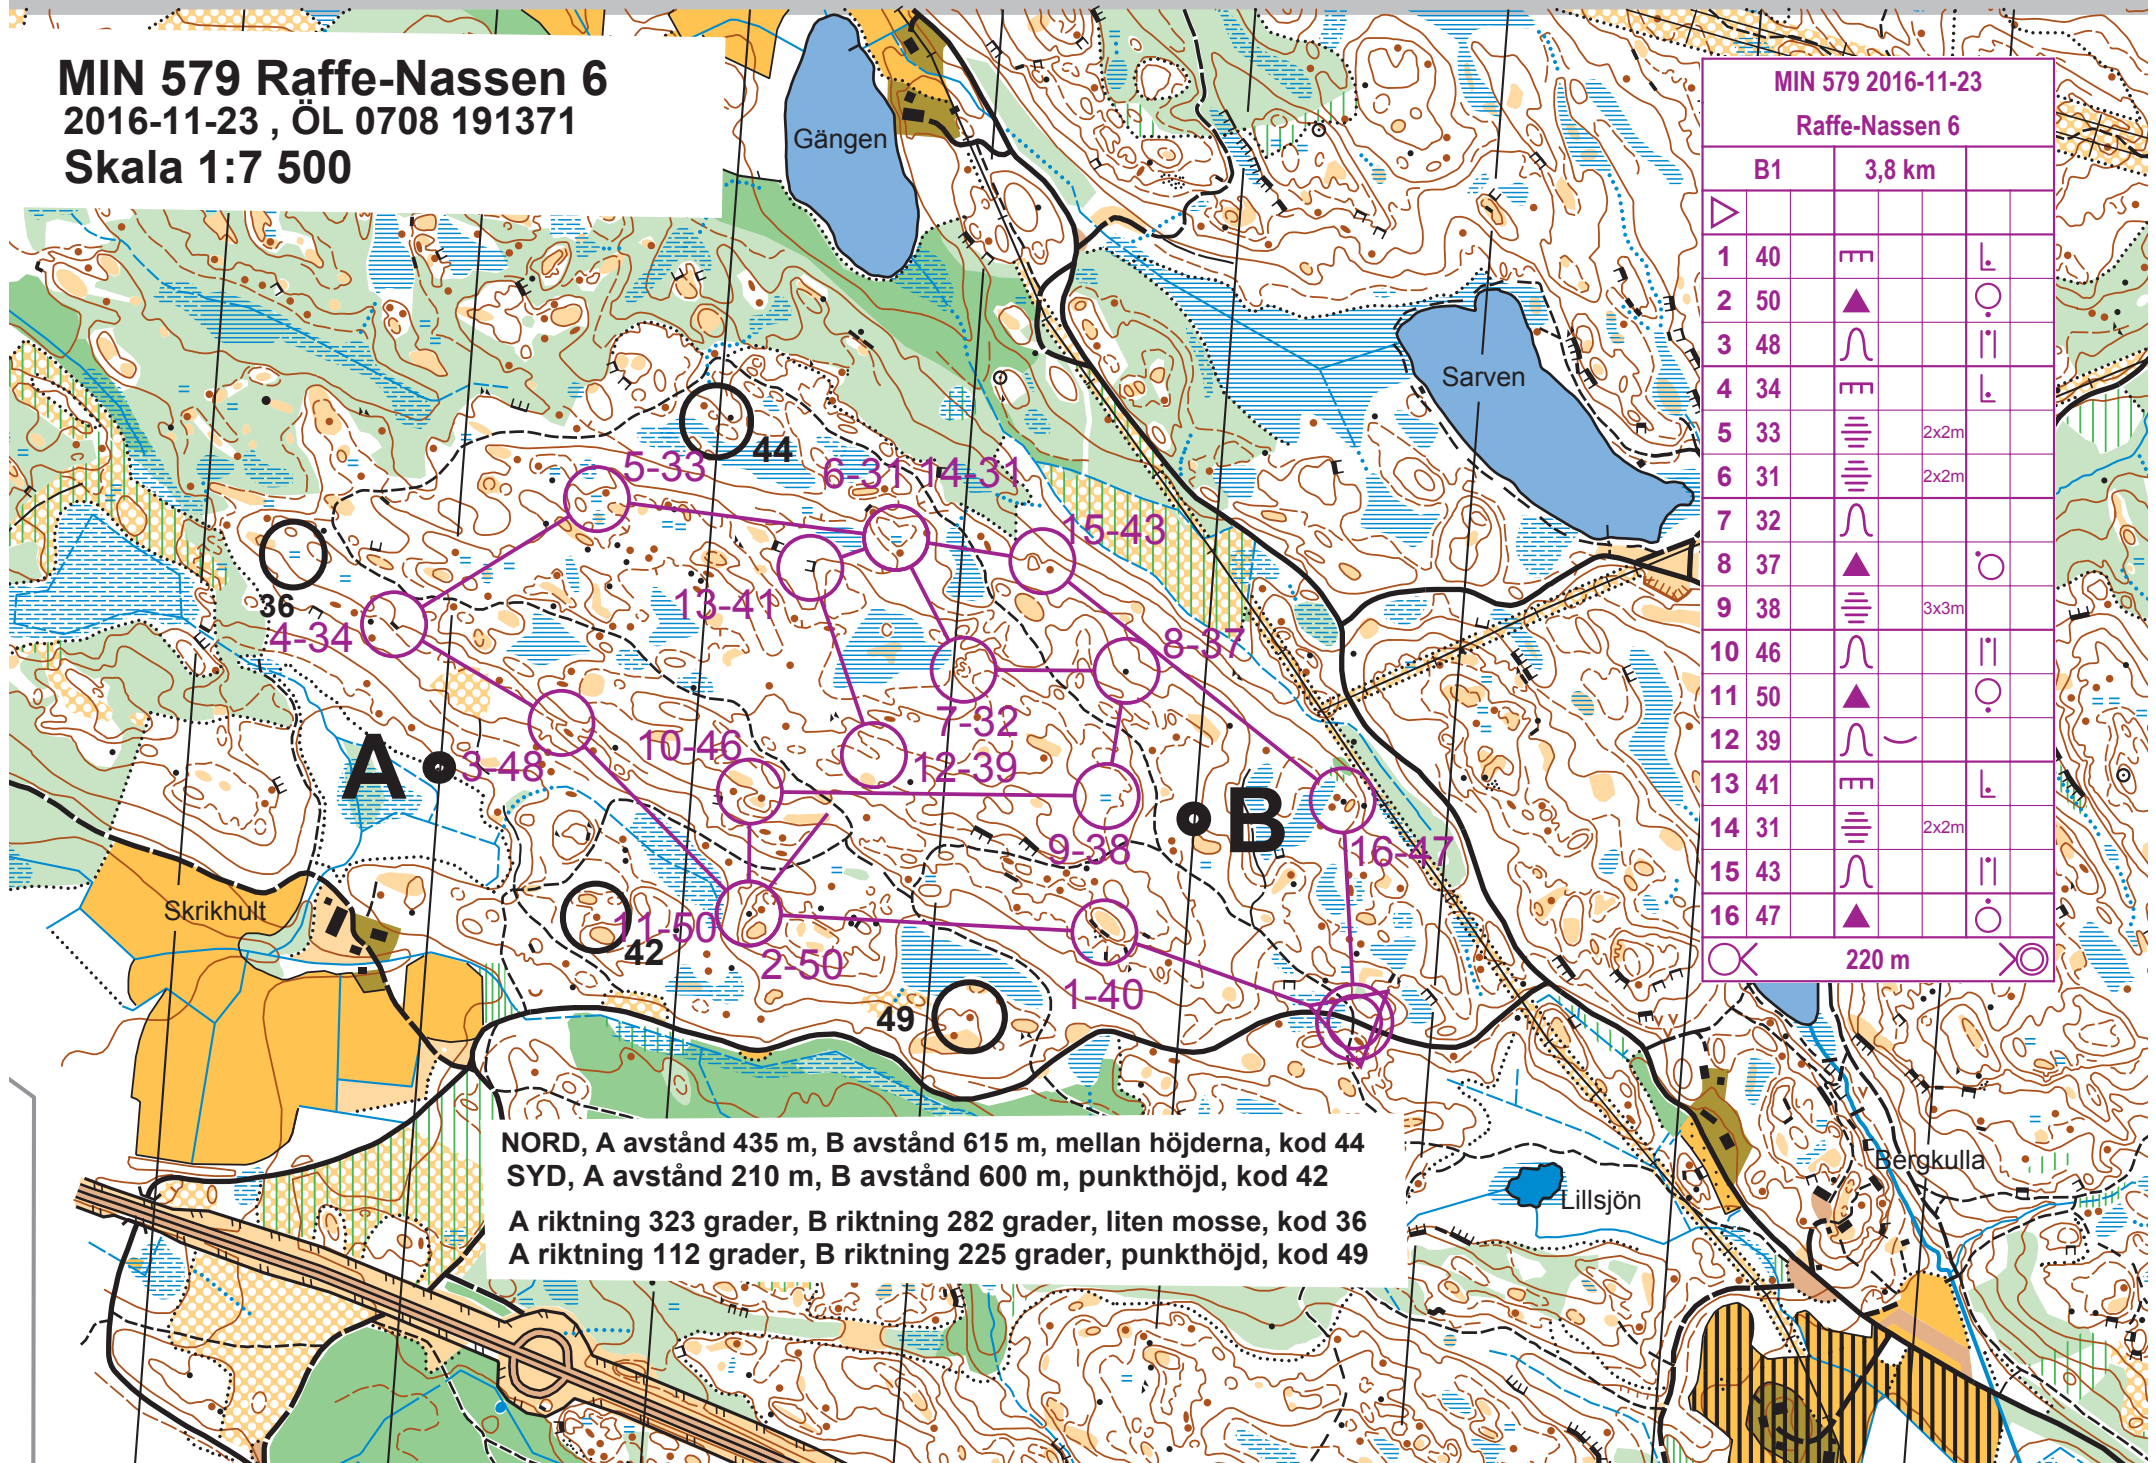 MIN 579 Raffe-Nassen 6
2016-11-23 , ÖL 0708 191371
Skala 1:7 500
MIN 579 2016-11-23
Raffe-Nassen 6
B1 3,8 km
1 40
2 50
3 48
4 34
5 33 2x2m
6 31 2x2m
7 32
8 37
9 38 3x3m
10 46
11 50
12 39
13 41
14 31 2x2m
15 43
16 47
220 m
Gängen
Sarven
44
5-33
6-31 14-31
15-43
36
4-34
13-41
8-37
7-32
10-46
12-39
A
3-48
B
9-38
16-47
Skrikhult
11-50
42
2-50
1-40
49
NORD, A avstånd 435 m, B avstånd 615 m, mellan höjderna, kod 44
SYD, A avstånd 210 m, B avstånd 600 m, punkthöjd, kod 42
A riktning 323 grader, B riktning 282 grader, liten mosse, kod 36
A riktning 112 grader, B riktning 225 grader, punkthöjd, kod 49
Bergkulla
Lillsjön